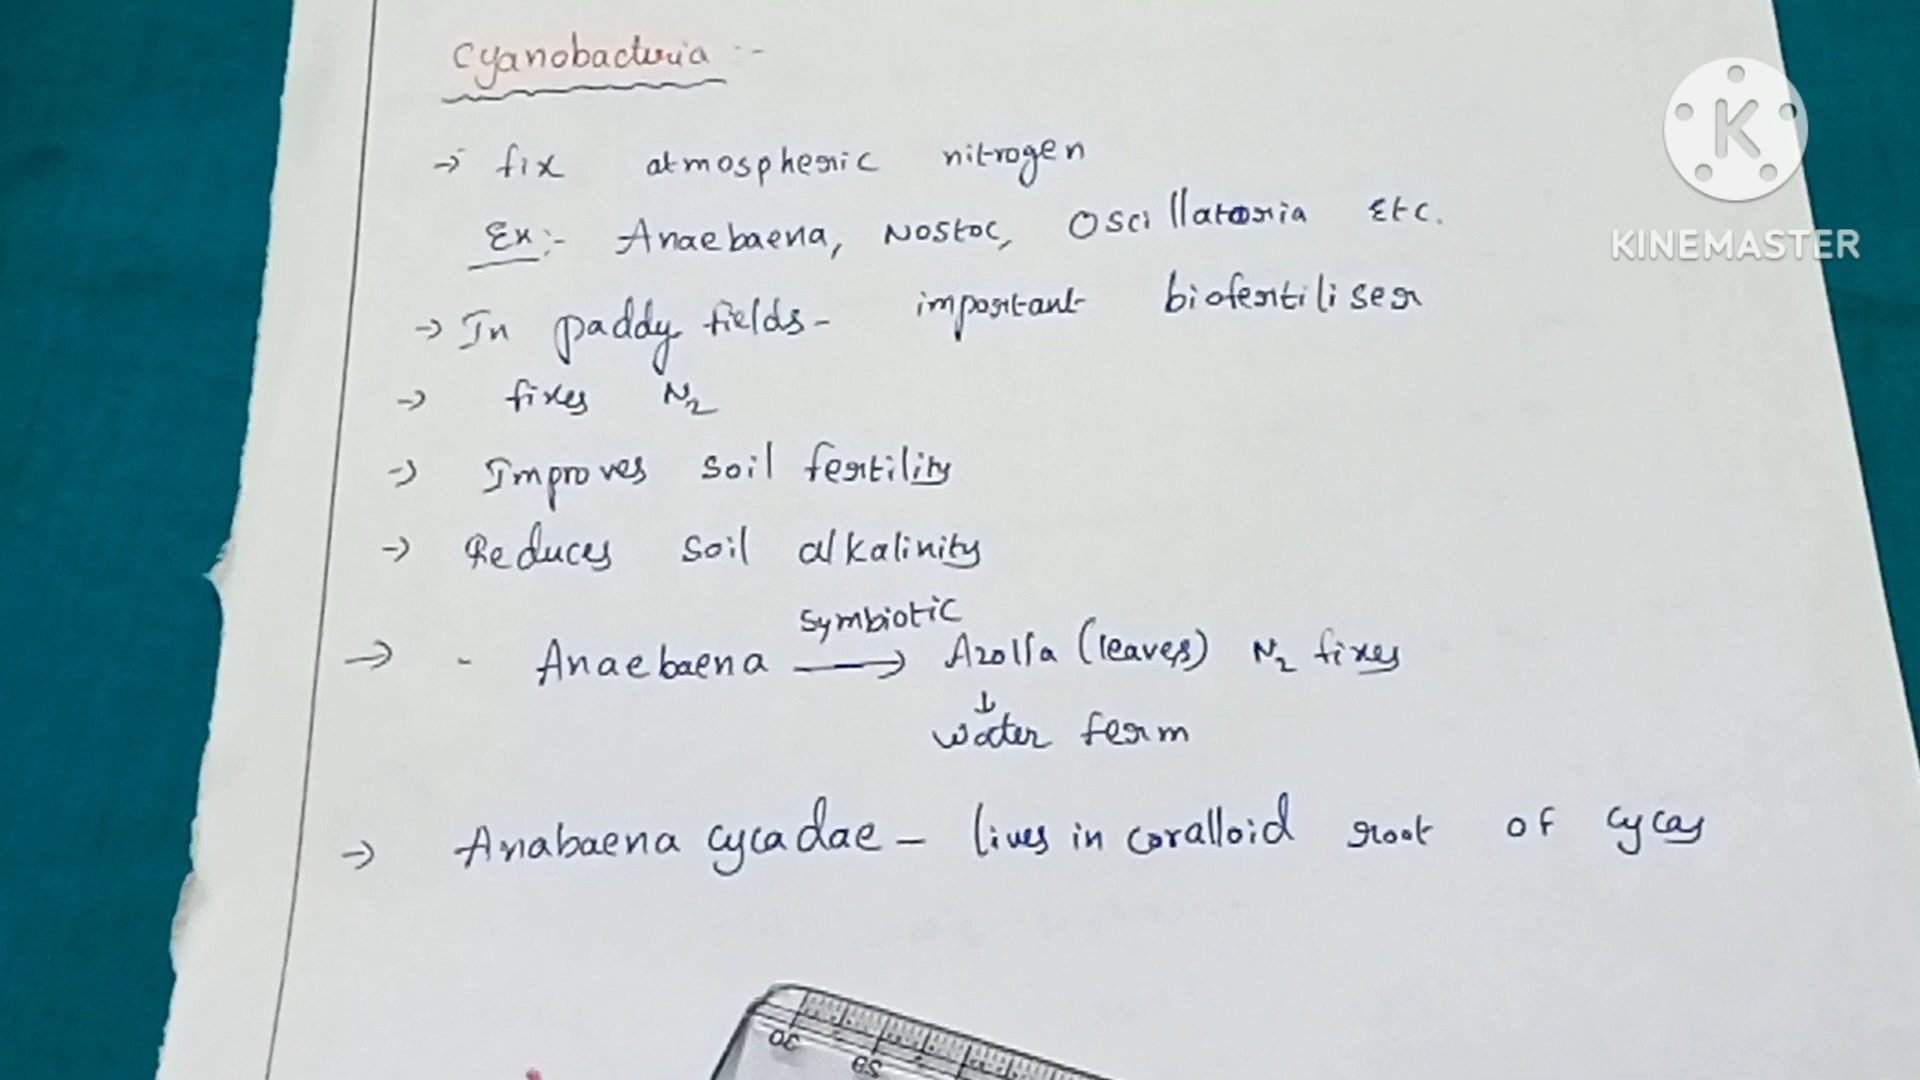 Cyanobacteria :-
→ fix atmospheric nitrogen
Ex:- Anaebaena, Nostoc, Oscillatoria Etc.
→ In paddy fields - important biofertiliser
→ fixes N₂
→ Improves soil fertility
→ Reduces soil alkalinity
symbiotic
→ - Anaebaena → Azolla (leaves) N₂ fixes
↓
water ferm
→ Anabaena cycadae - lives in coralloid root of cycas
K
KINEMASTER
30
29